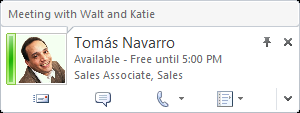 Meeting with Walt and Katie
Tomás Navarro
Available - Free until 5:00 PM
Sales Associate, Sales